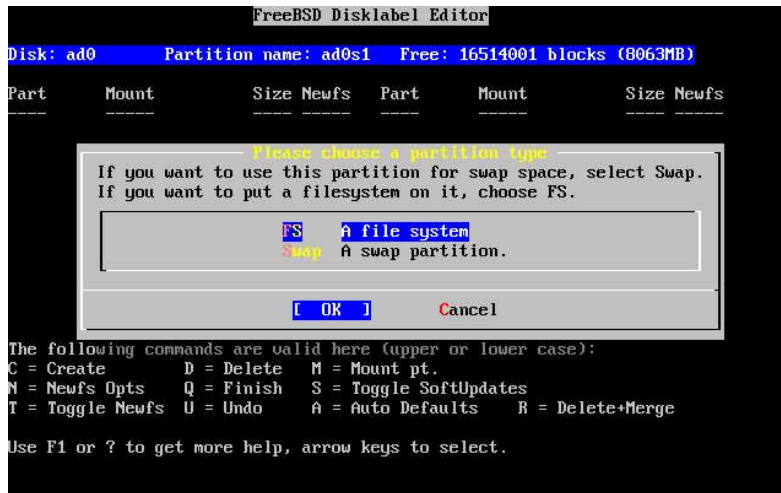 FreeBSD Disklabel Editor
Disk: ad0 Partition name: ad0s1 Free: 16514001 blocks (8063MB)
Part Mount Size Newfs Part Mount Size Newfs
---- ----- ---- ----- ---- ----- ---- -----
Please choose a partition type
If you want to use this partition for swap space, select Swap.
If you want to put a filesystem on it, choose FS.
FS A file system
Swap A swap partition.
[ OK ] Cancel
The following commands are valid here (upper or lower case):
C = Create D = Delete M = Mount pt.
N = Newfs Opts Q = Finish S = Toggle SoftUpdates
T = Toggle Newfs U = Undo A = Auto Defaults R = Delete+Merge
Use F1 or ? to get more help, arrow keys to select.